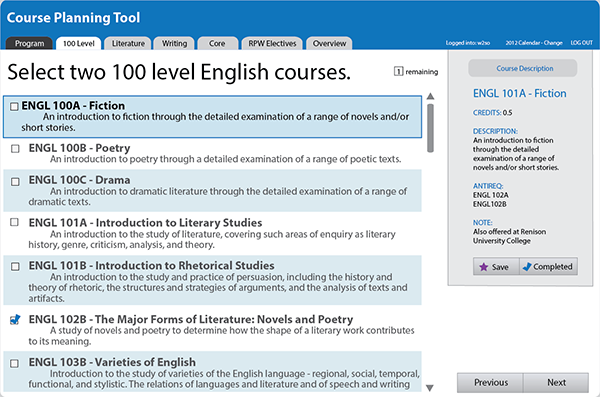 Course Planning Tool
Program
100 Level
Literature
Writing
Core
RPW Electives
Overview
Logged into: w2so
2012 Calendar - Change
LOG OUT
Select two 100 level English courses.
1 remaining
ENGL 100A - Fiction
An introduction to fiction through the detailed examination of a range of novels and/or
short stories.
ENGL 100B - Poetry
An introduction to poetry through a detailed examination of a range of poetic texts.
ENGL 100C - Drama
An introduction to dramatic literature through the detailed examination of a range of
dramatic texts.
ENGL 101A - Introduction to Literary Studies
An introduction to the study of literature, covering such areas of enquiry as literary
history, genre, criticism, analysis, and theory.
ENGL 101B - Introduction to Rhetorical Studies
An introduction to the study and practice of persuasion, including the history and
theory of rhetoric, the structures and strategies of arguments, and the analysis of texts and
artifacts.
ENGL 102B - The Major Forms of Literature: Novels and Poetry
A study of novels and poetry to determine how the shape of a literary work contributes
to its meaning.
ENGL 103B - Varieties of English
Introduction to the study of varieties of the English language - regional, social, temporal,
functional, and stylistic. The relations of languages and literature and of speech and writing
Course Description
ENGL 101A - Fiction
CREDITS: 0.5
DESCRIPTION:
An introduction to fiction
through the detailed
examination of a range of
novels and/or short stories.
ANTIREQ:
ENGL 102A
ENGL102B
NOTE:
Also offered at Renison
University College
Save
Completed
Previous
Next